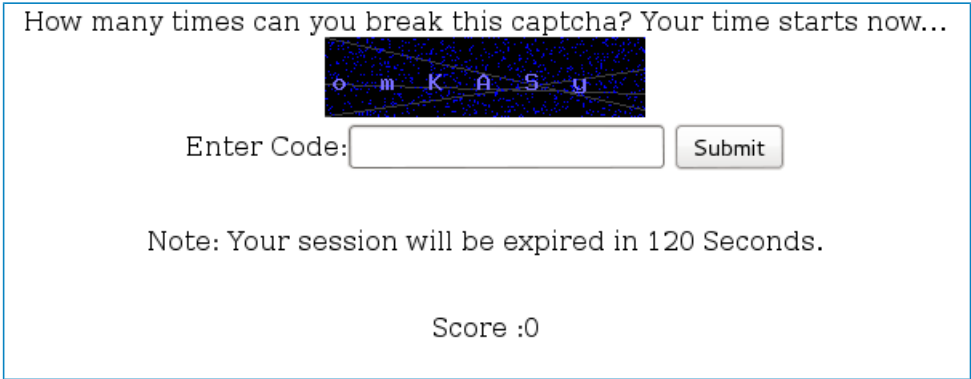 How many times can you break this captcha? Your time starts now...
o m K A S y
Enter Code: Submit
Note: Your session will be expired in 120 Seconds.
Score :0